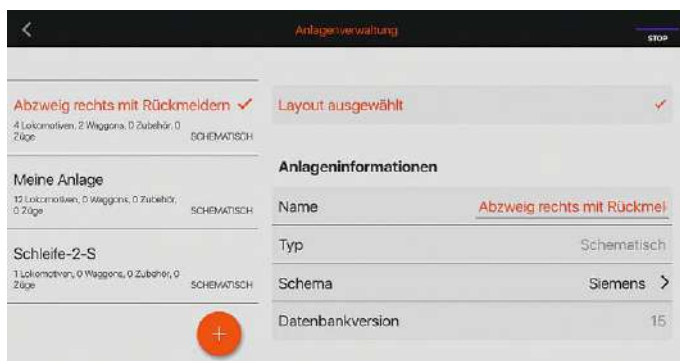 Anlagenverwaltung
STOP
Abzweig rechts mit Rückmeldern
4 Lokomotiven, 2 Waggons, 0 Zubehör, 0
Züge
SCHEMATISCH
Meine Anlage
12 Lokomotiven, 0 Waggons, 0 Zubehör,
0 Züge
SCHEMATISCH
Schleife-2-S
1 Lokomotiven, 0 Waggons, 0 Zubehör, 0
Züge
SCHEMATISCH
+
Layout ausgewählt
Anlageninformationen
Name
Abzweig rechts mit Rückmel
Typ
Schematisch
Schema
Siemens
Datenbankversion
15